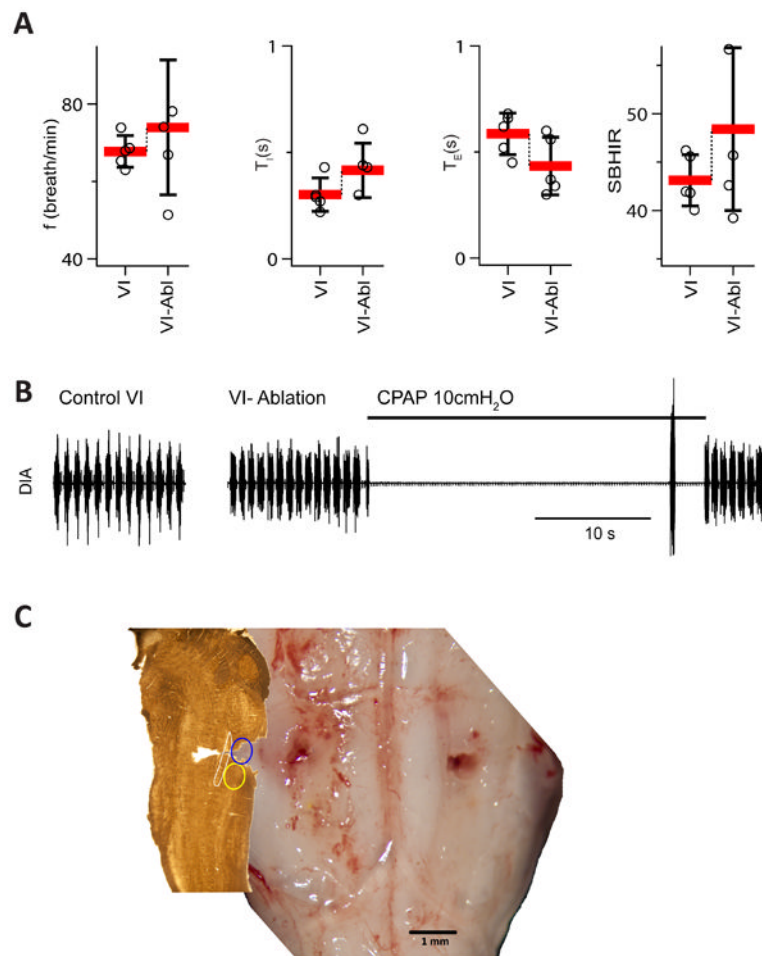 A
f (breath/min)
80
40
VI
VI-Abl
T_I(s)
1
0
VI
VI-Abl
T_E(s)
1
0
VI
VI-Abl
SBHIR
50
40
VI
VI-Abl
B
Control VI
VI- Ablation
CPAP 10cmH₂O
DIA
10 s
C
1 mm